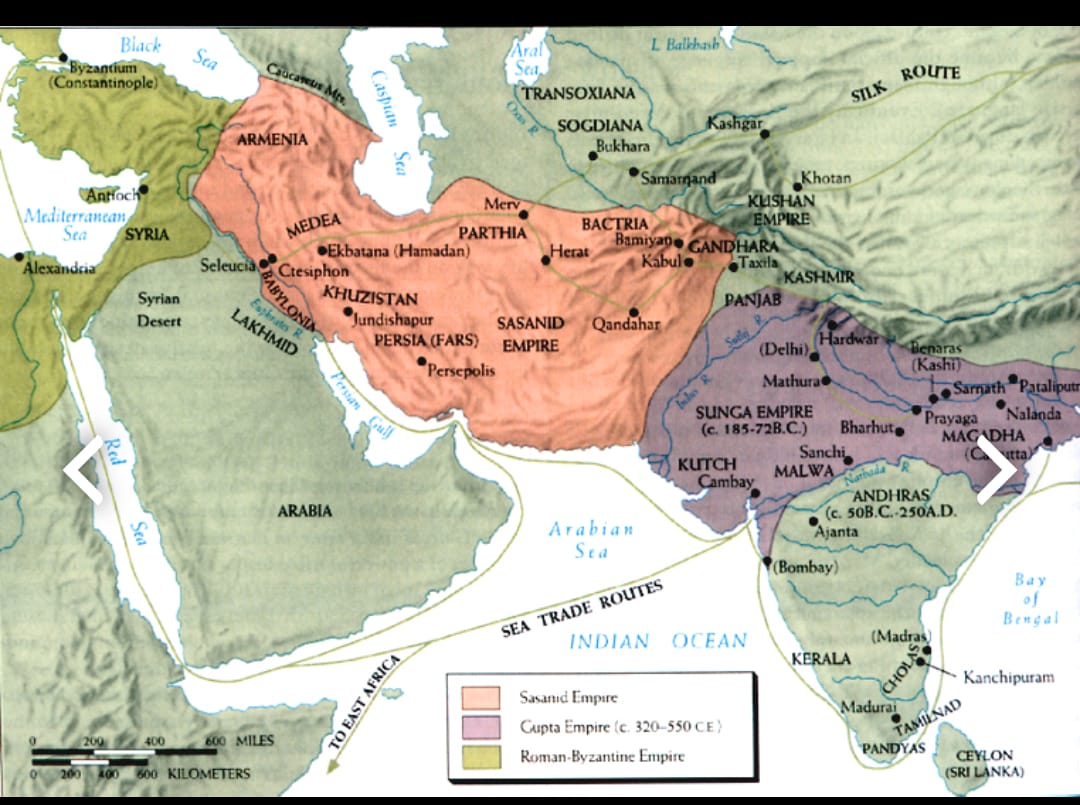 Black
Sea
Byzantium
(Constantinople)
Caucasus Mts.
Caspian
Sea
Aral
Sea
L Balkhash
TRANSOXIANA
Oxus R
SILK ROUTE
SOGDIANA
Bukhara
Kashgar
Samarqand
Khotan
KUSHAN
EMPIRE
ARMENIA
Antioch
Mediterranean
Sea
SYRIA
Alexandria
MEDEA
Merv
PARTHIA
BACTRIA
Bamiyan
GANDHARA
Ekbatana (Hamadan)
Herat
Kabul
Taxila
KASHMIR
Seleucia
Ctesiphon
BABYLONIA
KHUZISTAN
Jundishapur
Syrian
Desert
Euphrates R
LAKHMID
PERSIA (FARS)
SASANID
EMPIRE
Qandahar
Persepolis
PANJAB
Sutlej R
Indus R
Hardwar
(Delhi)
Benaras
(Kashi)
Mathura
Sarnath
Pataliputr
SUNGA EMPIRE
(c. 185-72B.C.)
Bharhut
Prayaga
Nalanda
MAGADHA
(Ca utta)
Sanchi
MALWA
KUTCH
Cambay
Narbada R
ANDHRAS
(c. 50B.C.-250A.D.
Ajanta
(Bombay)
Persian
Gulf
Red
Sea
ARABIA
Arabian
Sea
SEA TRADE ROUTES
INDIAN OCEAN
Bay
of
Bengal
TO EAST AFRICA
(Madras)
KERALA
CHOLAS
Kanchipuram
Madurai
TAMILNAD
PANDYAS
CEYLON
(SRI LANKA)
Sasanid Empire
Gupta Empire (c. 320–550 C.E.)
Roman-Byzantine Empire
0 200 400 600 MILES
0 200 400 600 KILOMETERS